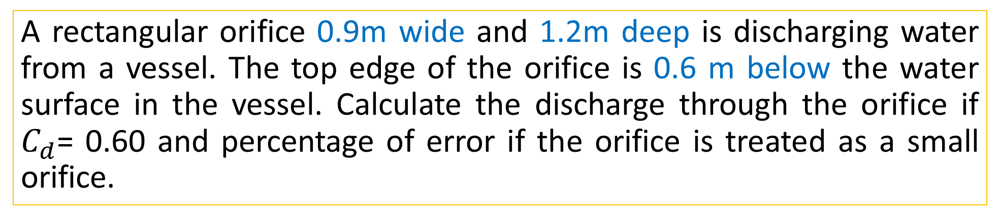 A rectangular orifice 0.9m wide and 1.2m deep is discharging water
from a vessel. The top edge of the orifice is 0.6 m below the water
surface in the vessel. Calculate the discharge through the orifice if
C_d= 0.60 and percentage of error if the orifice is treated as a small
orifice.